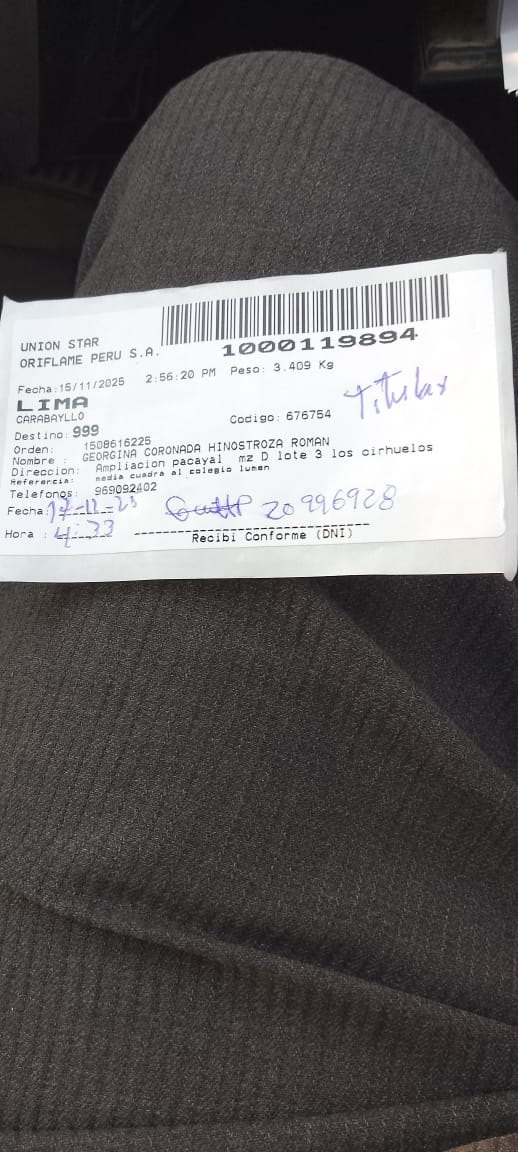 UNION STAR
ORIFLAME PERU S.A.
1000119894
Fecha:15/11/2025 2:56:20 PM Peso: 3.409 Kg
LIMA
CARABAYLLO
Codigo: 676754
Titular
Destino: 999
Orden: 1508616225
Nombre : GEORGINA CORONADA HINOSTROZA ROMAN
Direccion: Ampliacion pacayal mz D lote 3 los cirhuelos
Referencia: media cuadra al colegio lumen
Telefonos: 969092402
Fecha: 17-11-25 20996928
Hora : 4:33
Recibi Conforme (DNI)